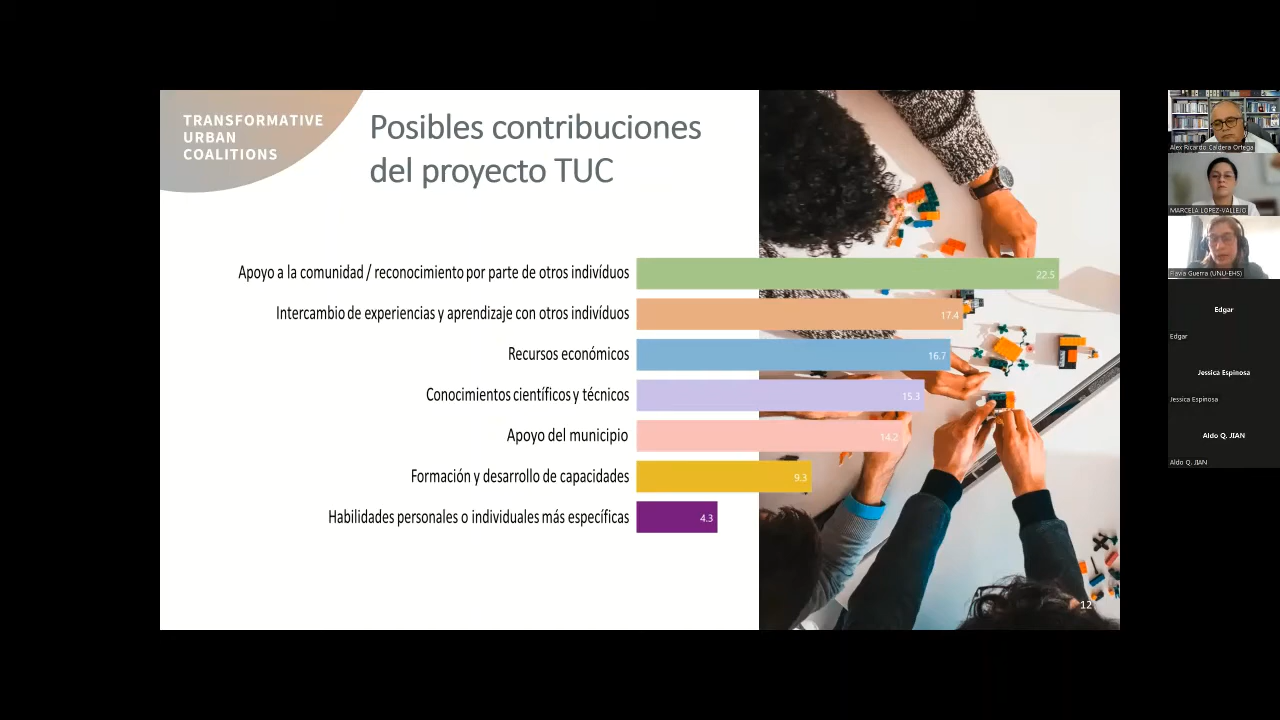 TRANSFORMATIVE
URBAN
COALITIONS
Posibles contribuciones
del proyecto TUC
Apoyo a la comunidad / reconocimiento por parte de otros indivíduos
22.5
Intercambio de experiencias y aprendizaje con otros indivíduos
17.4
Recursos económicos
16.7
Conocimientos científicos y técnicos
15.3
Apoyo del municipio
14.2
Formación y desarrollo de capacidades
9.3
Habilidades personales o individuales más específicas
4.3
12
Alex Ricardo Caldera Ortega
MARCELA LOPEZ-VALLEJO
Flavia Guerra (UNU-EHS)
Edgar
Edgar
Jessica Espinosa
Jessica Espinosa
Aldo Q. JIAN
Aldo Q. JIAN